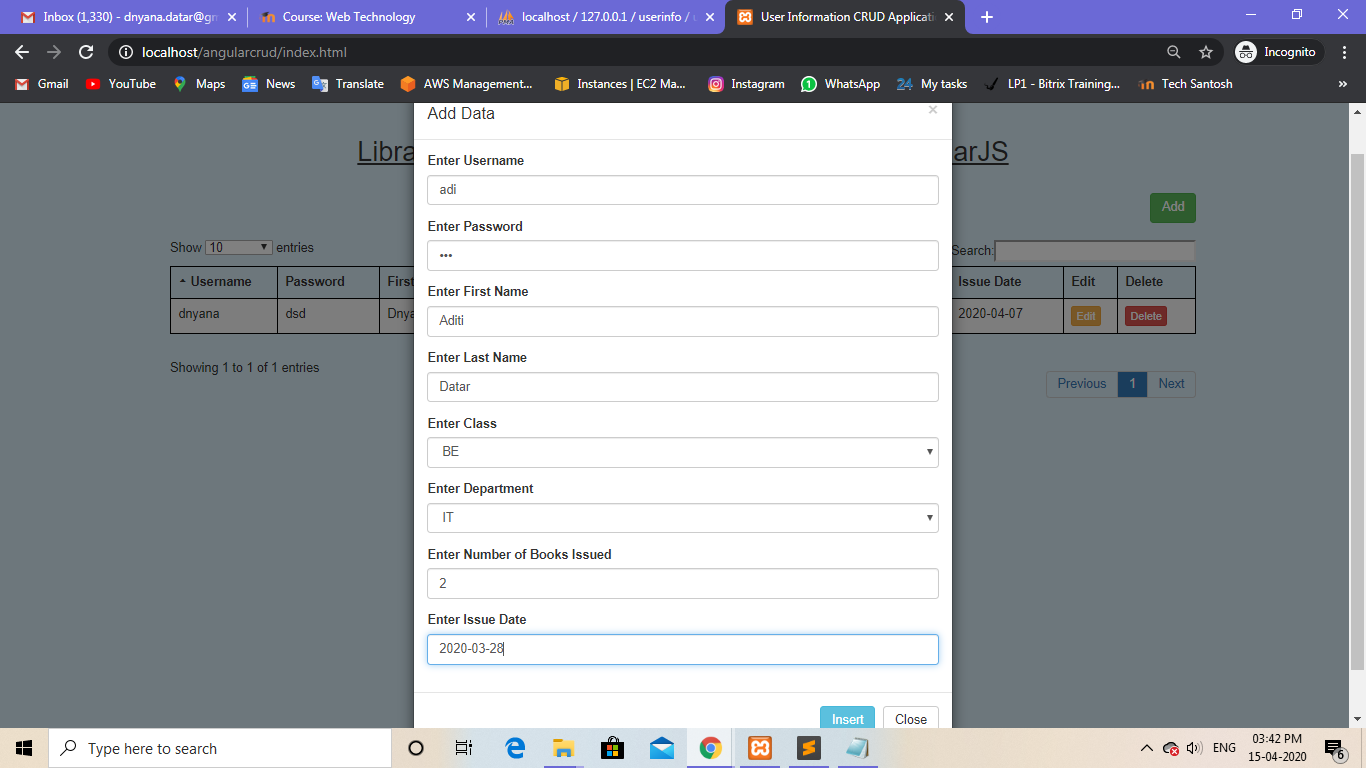 Inbox (1,330) - dnyana.datar@gm
Course: Web Technology
localhost / 127.0.0.1 / userinfo /
User Information CRUD Applicati
localhost/angularcrud/index.html
Incognito
Gmail YouTube Maps News Translate AWS Management... Instances | EC2 Ma... Instagram WhatsApp 24 My tasks LP1 - Bitrix Training... Tech Santosh »
Add Data ×
Libra arJS
Enter Username
adi
Add
Enter Password
•••
Show 10 entries
Search:
Username Password First Issue Date Edit Delete
Enter First Name
dnyana dsd Dnya 2020-04-07 Edit Delete
Aditi
Enter Last Name
Showing 1 to 1 of 1 entries
Datar
Previous 1 Next
Enter Class
BE
Enter Department
IT
Enter Number of Books Issued
2
Enter Issue Date
2020-03-28
Insert Close
Type here to search
ENG
03:42 PM
15-04-2020
6